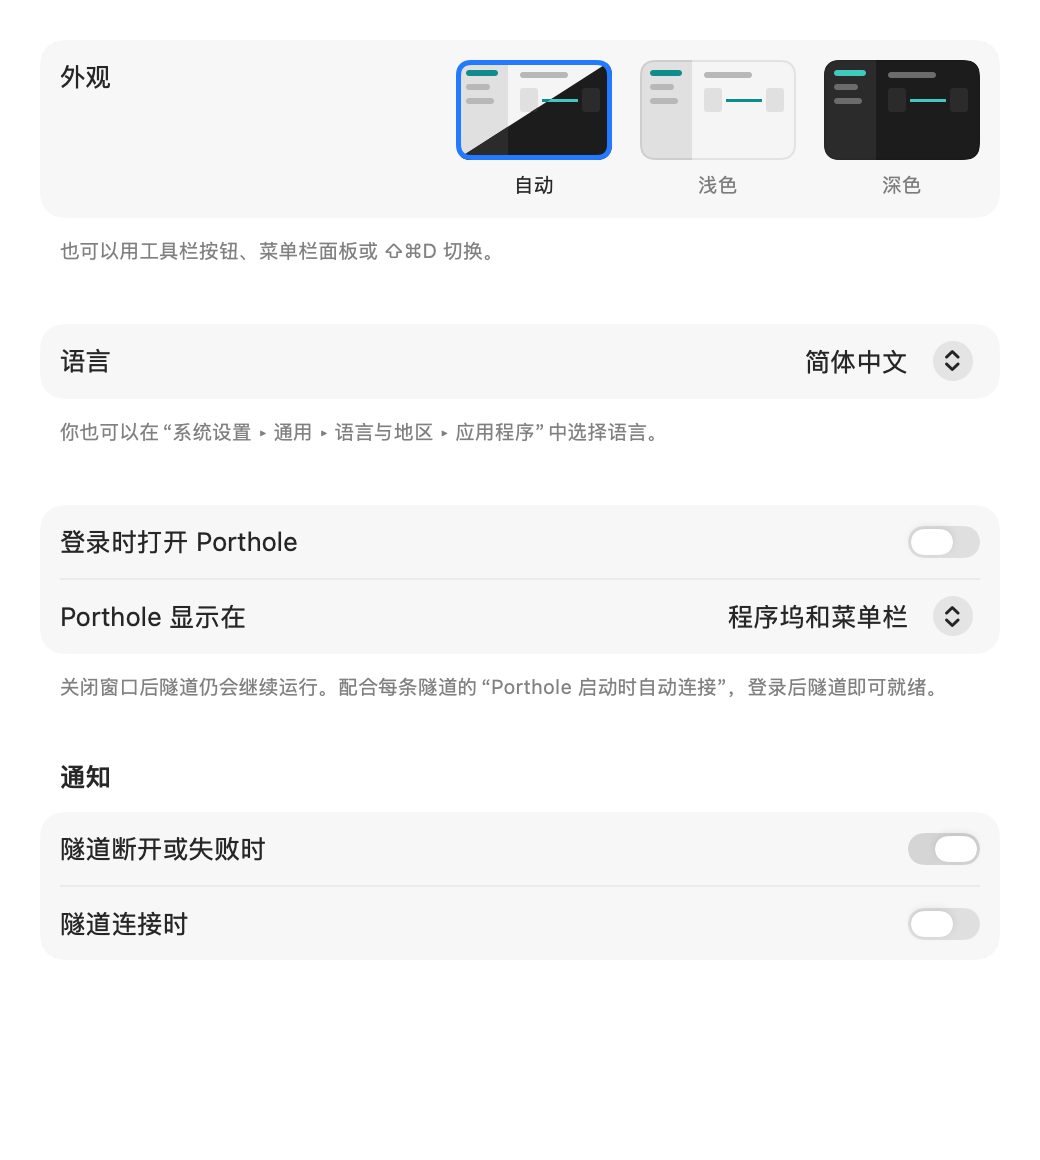 外观
自动
浅色
深色
也可以用工具栏按钮、菜单栏面板或 ⇧⌘D 切换。
语言
简体中文
你也可以在“系统设置 ▸ 通用 ▸ 语言与地区 ▸ 应用程序”中选择语言。
登录时打开 Porthole
Porthole 显示在
程序坞和菜单栏
关闭窗口后隧道仍会继续运行。配合每条隧道的“Porthole 启动时自动连接”，登录后隧道即可就绪。
通知
隧道断开或失败时
隧道连接时